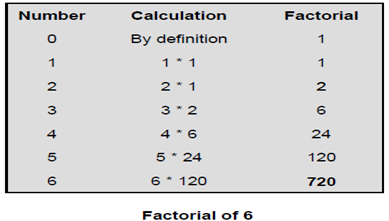 Number Calculation Factorial
0 By definition 1
1 1 * 1 1
2 2 * 1 2
3 3 * 2 6
4 4 * 6 24
5 5 * 24 120
6 6 * 120 720
Factorial of 6